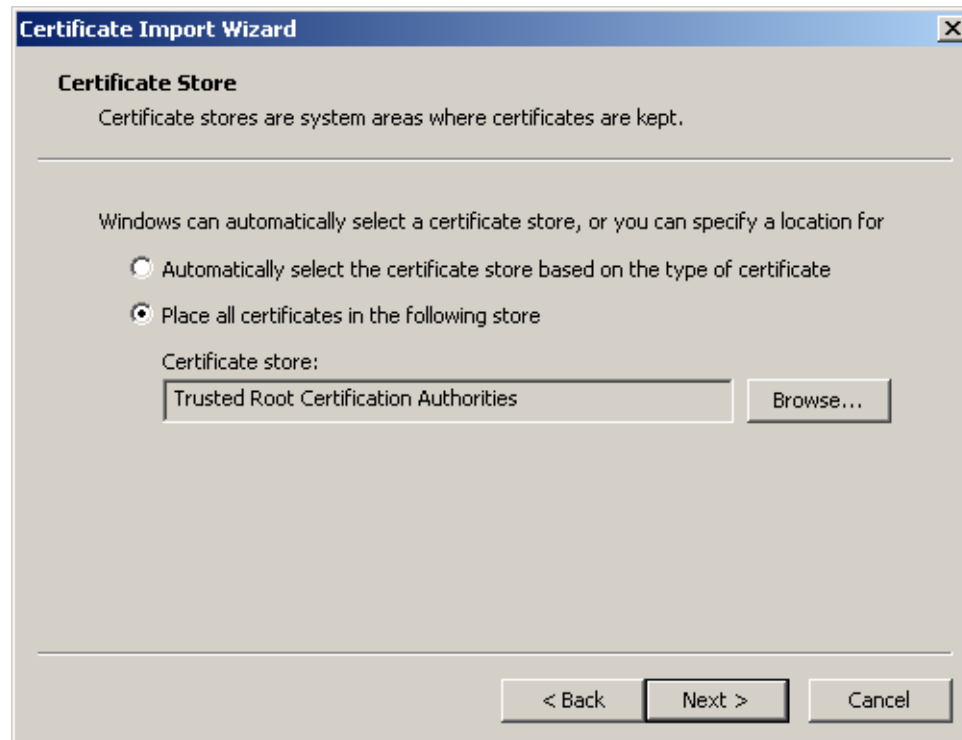 Certificate Import Wizard
Certificate Store
Certificate stores are system areas where certificates are kept.
Windows can automatically select a certificate store, or you can specify a location for
Automatically select the certificate store based on the type of certificate
Place all certificates in the following store
Certificate store:
Trusted Root Certification Authorities
Browse...
< Back
Next >
Cancel